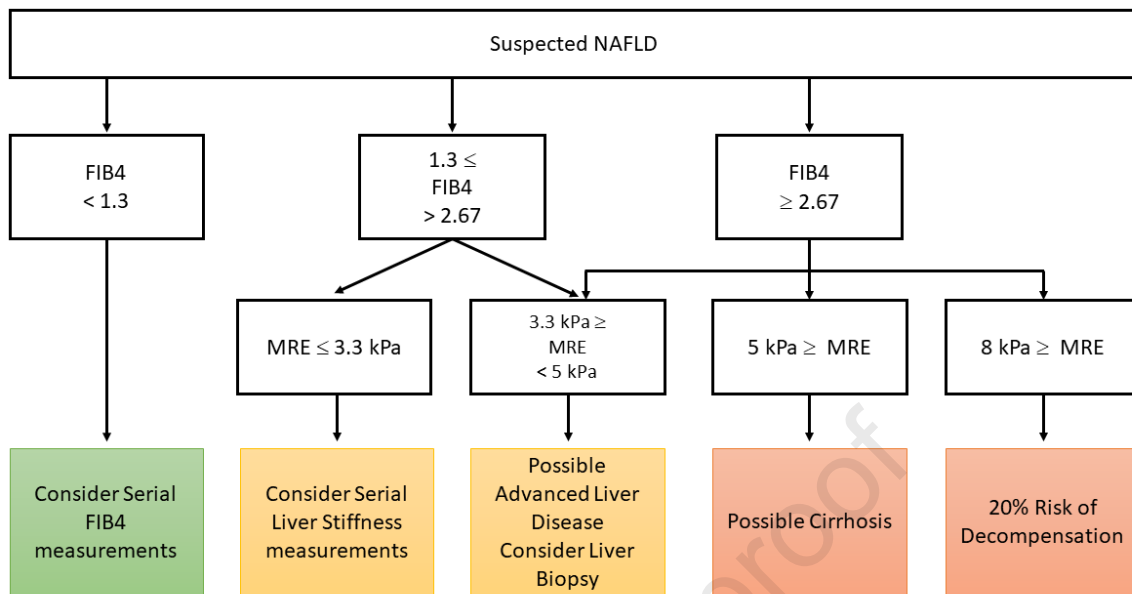 Suspected NAFLD
FIB4
< 1.3
1.3 ≤
FIB4
> 2.67
FIB4
≥ 2.67
MRE ≤ 3.3 kPa
3.3 kPa ≥
MRE
< 5 kPa
5 kPa ≥ MRE
8 kPa ≥ MRE
Consider Serial
FIB4
measurements
Consider Serial
Liver Stiffness
measurements
Possible
Advanced Liver
Disease
Consider Liver
Biopsy
Possible Cirrhosis
20% Risk of
Decompensation
proof